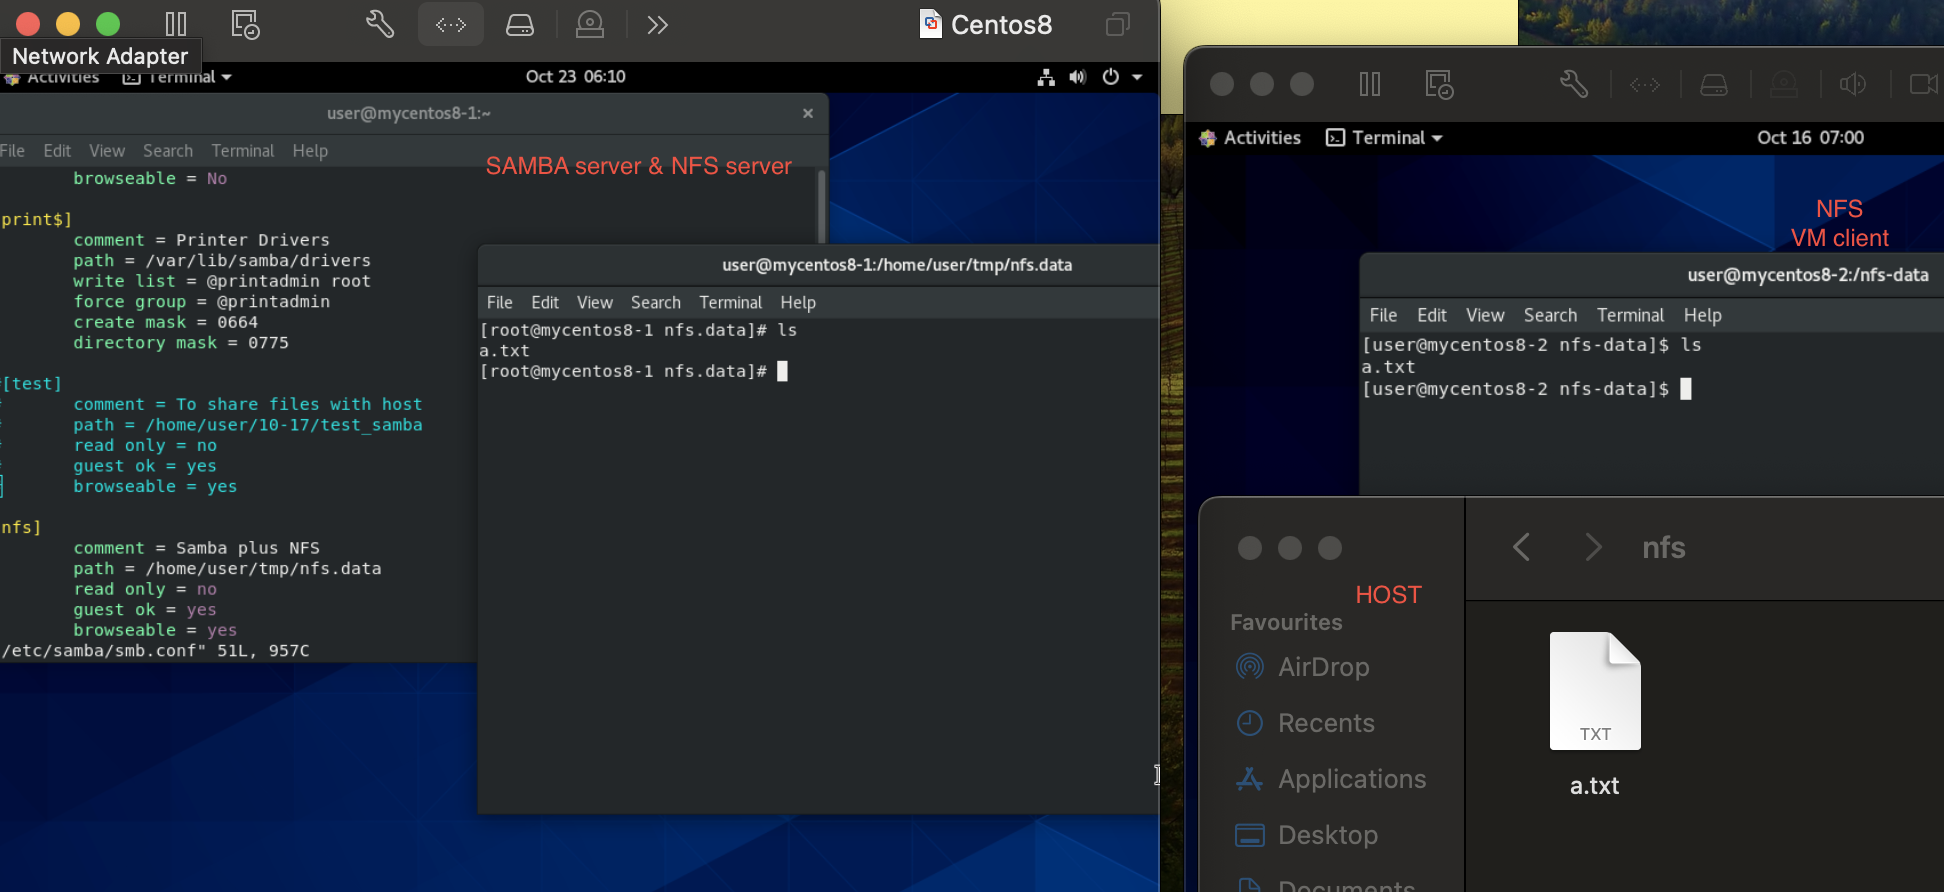 Centos8
Network Adapter
Activities
Terminal
Oct 23 06:10
user@mycentos8-1:~
File Edit View Search Terminal Help
SAMBA server & NFS server
browseable = No
print$]
comment = Printer Drivers
path = /var/lib/samba/drivers
write list = @printadmin root
force group = @printadmin
create mask = 0664
directory mask = 0775
[test]
comment = To share files with host
path = /home/user/10-17/test_samba
read only = no
guest ok = yes
browseable = yes
nfs]
comment = Samba plus NFS
path = /home/user/tmp/nfs.data
read only = no
guest ok = yes
browseable = yes
/etc/samba/smb.conf" 51L, 957C
user@mycentos8-1:/home/user/tmp/nfs.data
File Edit View Search Terminal Help
[root@mycentos8-1 nfs.data]# ls
a.txt
[root@mycentos8-1 nfs.data]#
Activities
Terminal
Oct 16 07:00
NFS
VM client
user@mycentos8-2:/nfs-data
File Edit View Search Terminal Help
[user@mycentos8-2 nfs-data]$ ls
a.txt
[user@mycentos8-2 nfs-data]$
nfs
HOST
Favourites
AirDrop
Recents
Applications
Desktop
Documents
TXT
a.txt